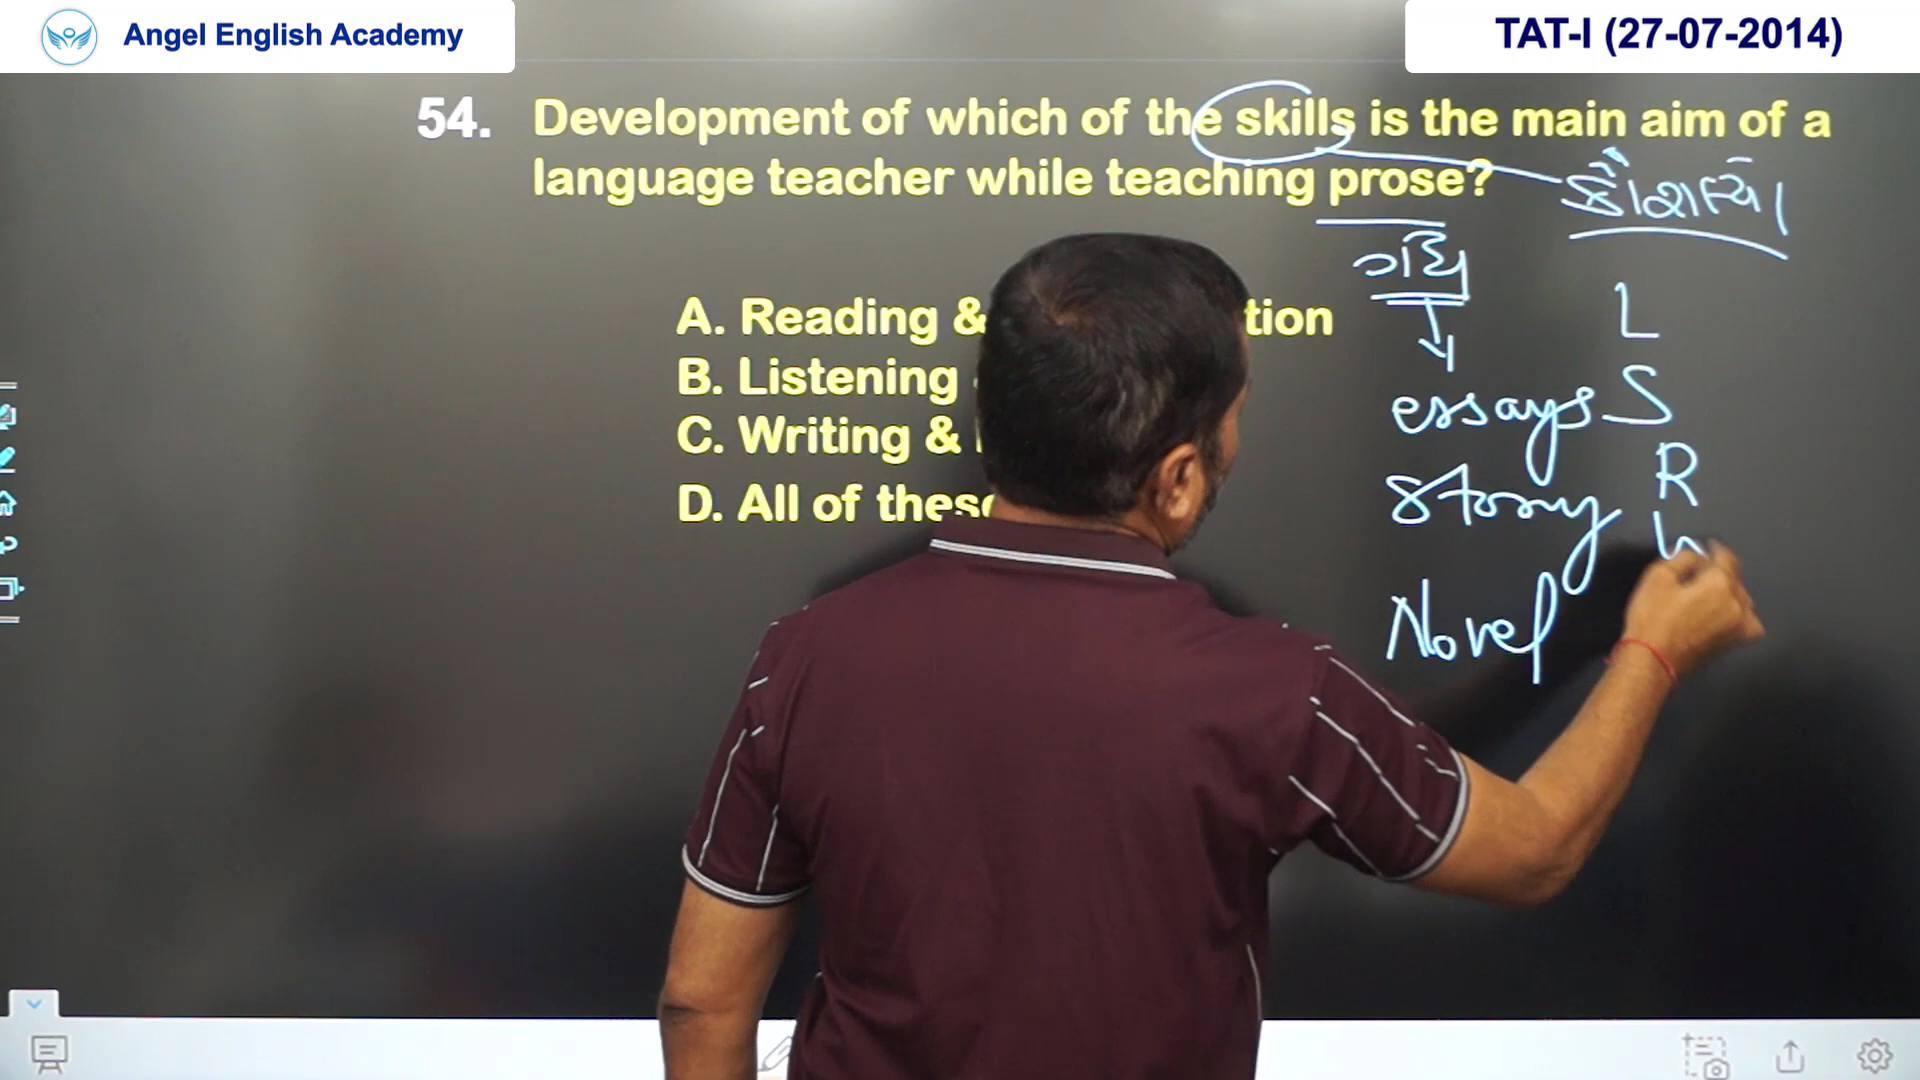 Angel English Academy
TAT-I (27-07-2014)
54. Development of which of the skills is the main aim of a
language teacher while teaching prose?
કૌશલ્યો
ગદ્ય
A. Reading &
B. Listening
C. Writing &
D. All of these
L
essays S
R
story
Novel